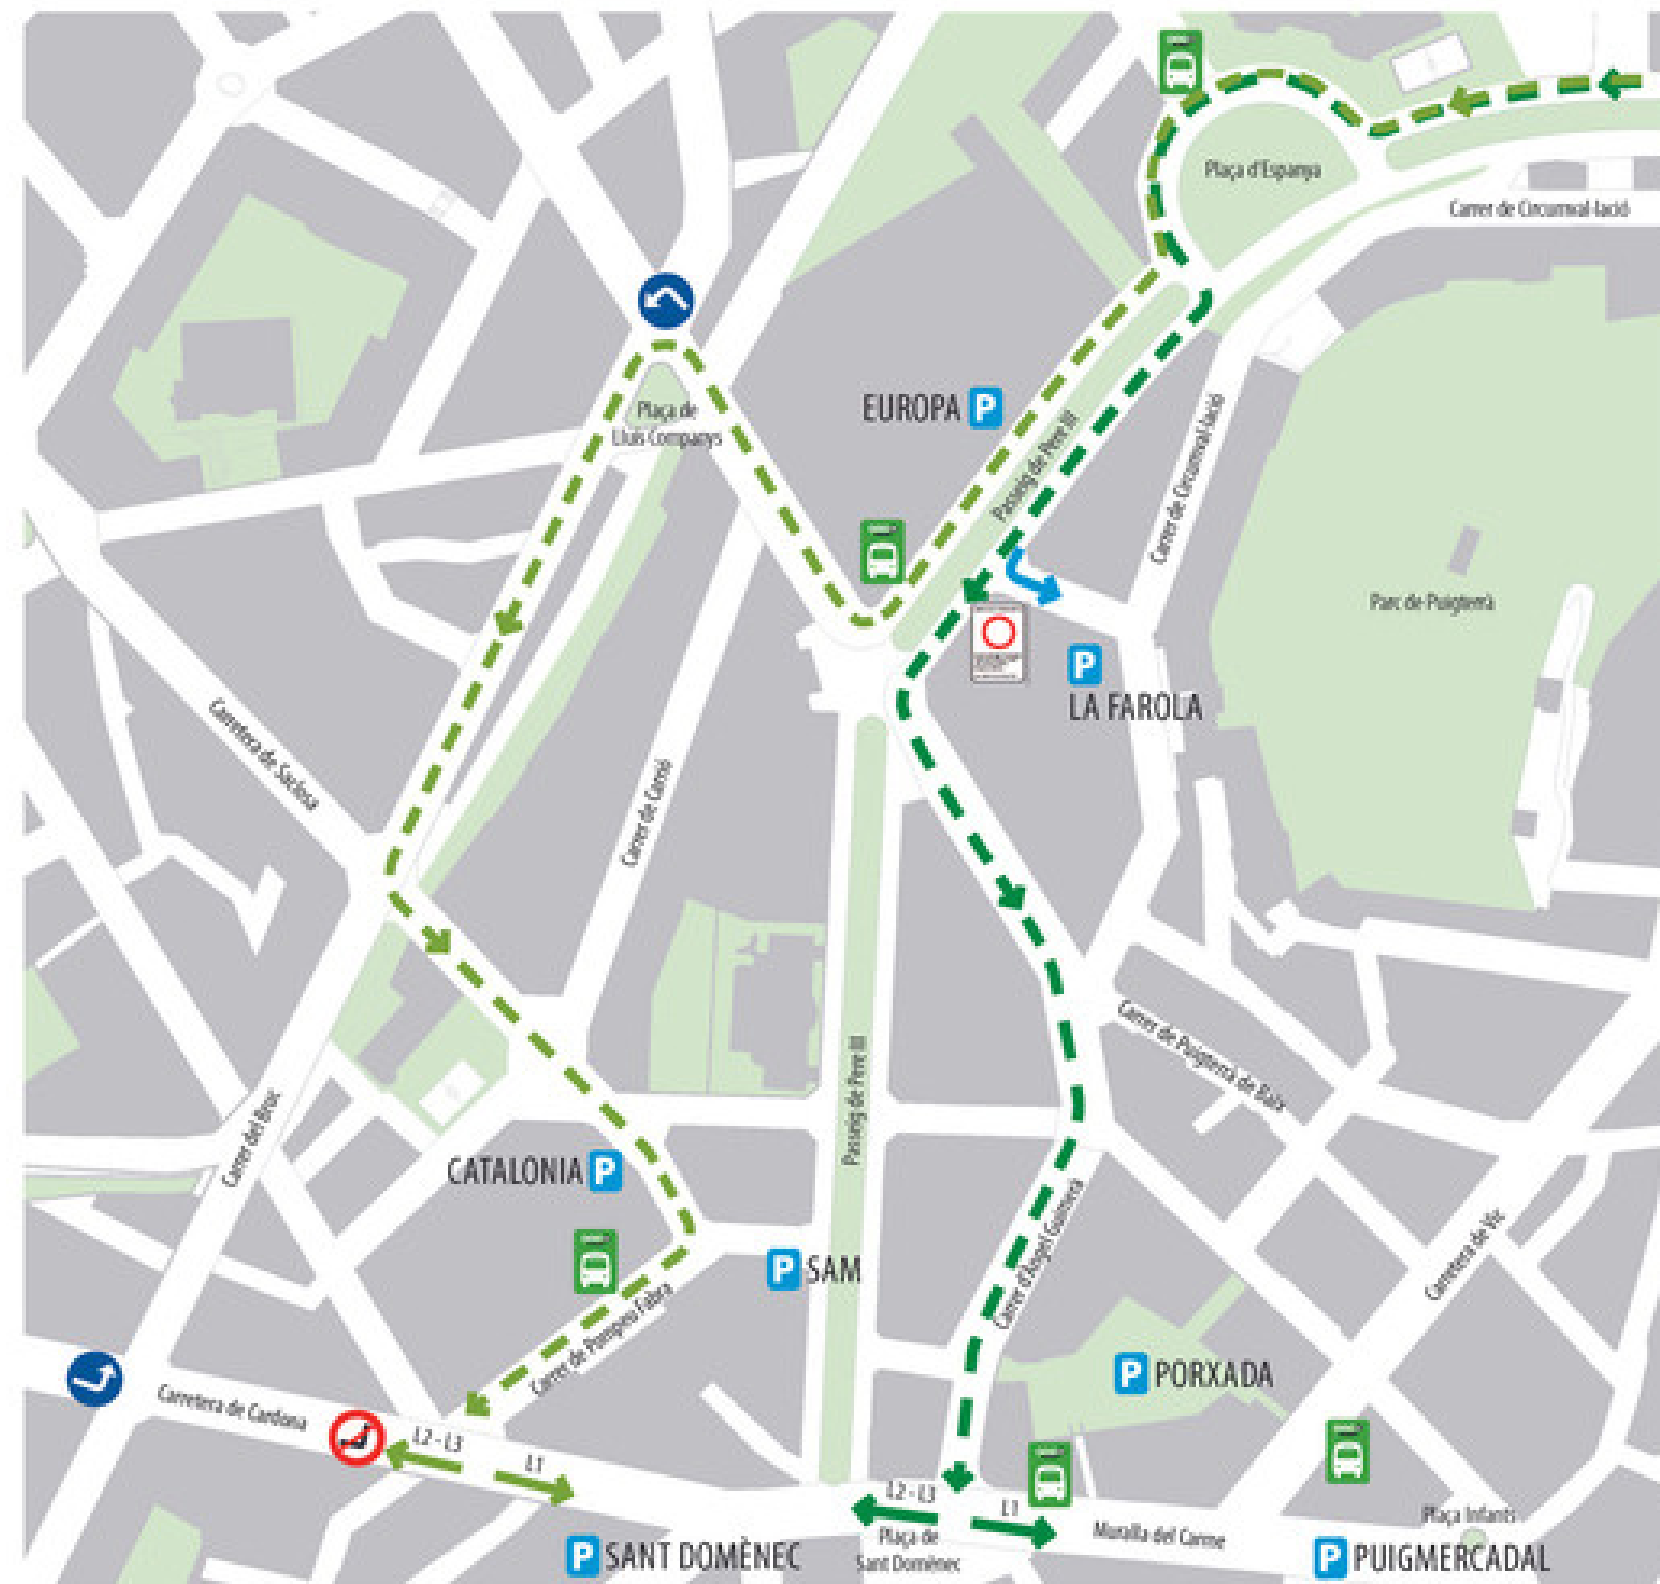 Plaça d'Espanya
Carrer de Circumval·lació
EUROPA P
Plaça de
Lluís Companys
Passeig de Pere III
Carrer de Circumval·lació
Parc de Puigterrà
P
LA FAROLA
Carretera de Saclosa
Carrer de Canió
Carrer de Puigterrà de Baix
Passeig de Pere III
Carrer del Bruc
CATALONIA P
P SAM
Carrer d'Àngel Guimerà
Carretera de Vic
Carrer de Pompeu Fabra
P PORXADA
Carretera de Cardona
L2 - L3
L1
L2 - L3
L1
Muralla del Carme
Plaça Infants
Plaça de
Sant Domènec
P SANT DOMÈNEC
P PUIGMERCADAL